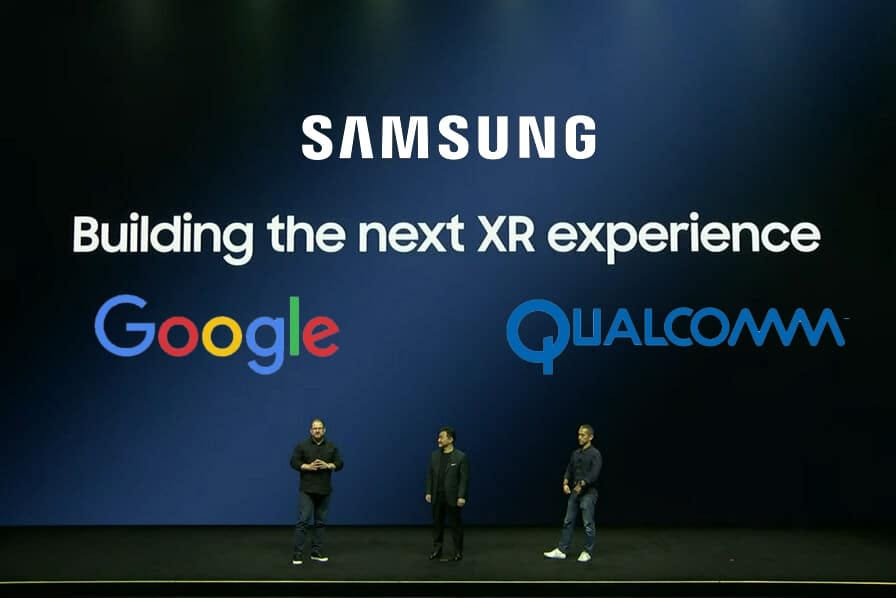 SAMSUNG
Building the next XR experience
Google
QUALCOMM